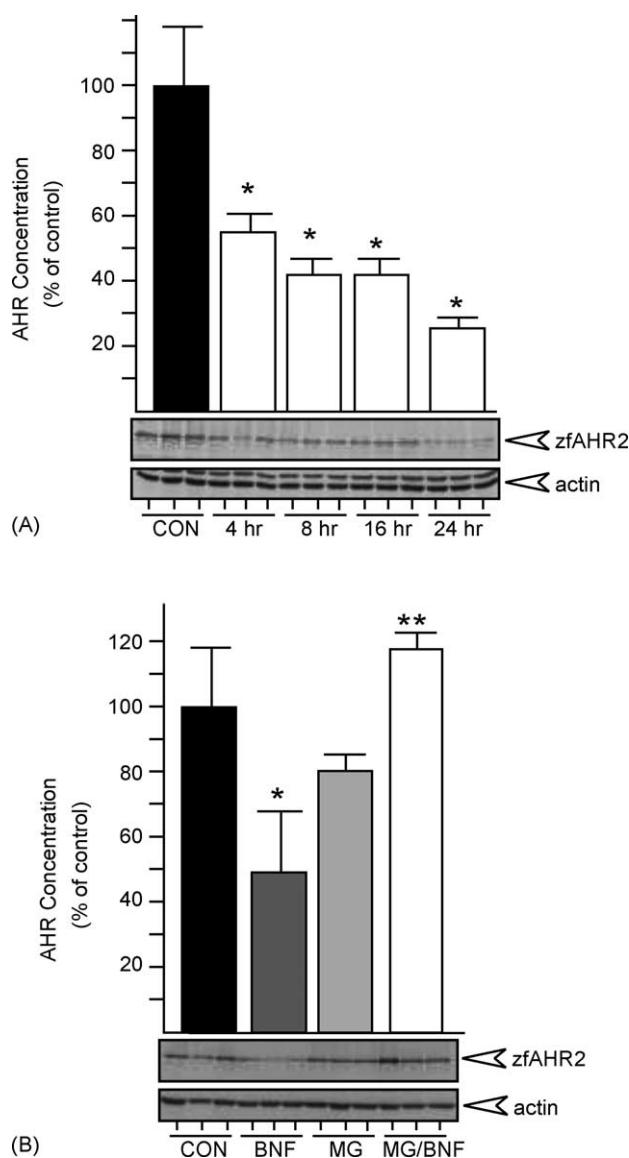 AHR Concentration
(% of control)
100
80
60
40
20
*
*
*
*
zfAHR2
actin
(A)
CON 4 hr 8 hr 16 hr 24 hr
AHR Concentration
(% of control)
120
100
80
60
40
20
*
**
zfAHR2
actin
(B)
CON BNF MG MG/BNF